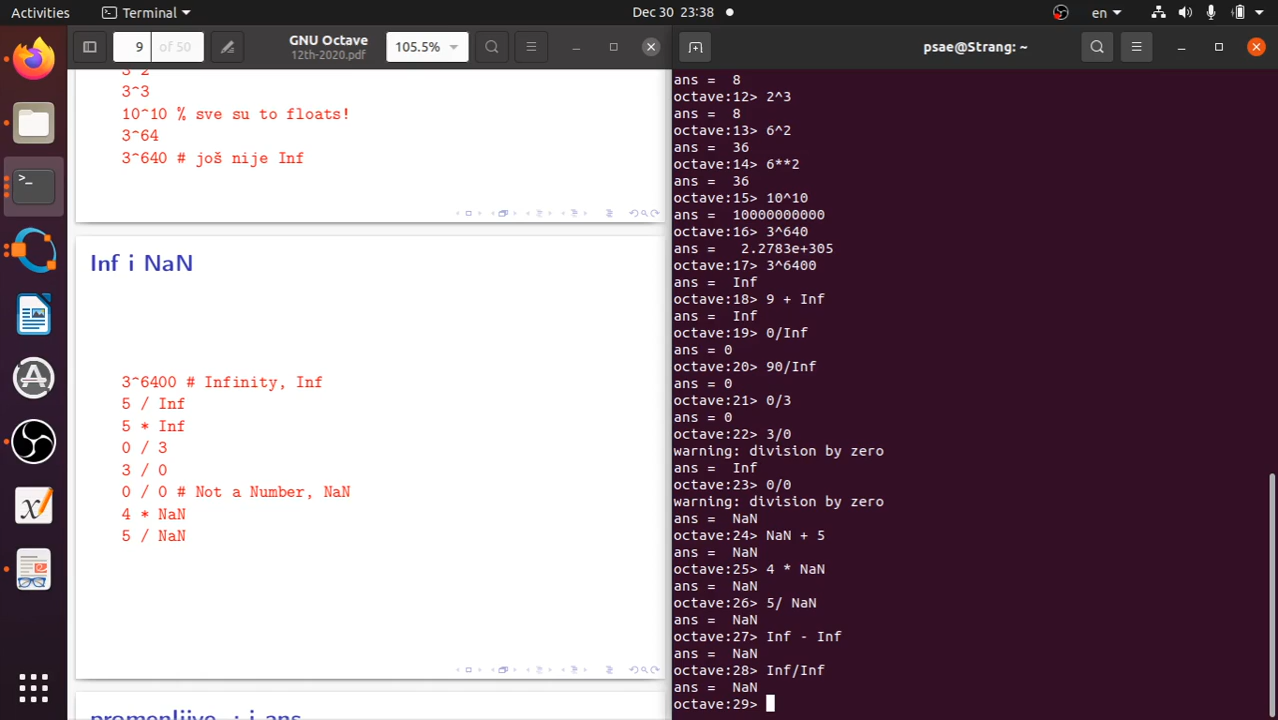 Activities
Terminal
Dec 30 23:38
en
9 of 50
GNU Octave
12th-2020.pdf
105.5%
3^2
3^3
10^10 % sve su to floats!
3^64
3^640 # još nije Inf
Inf i NaN
3^6400 # Infinity, Inf
5 / Inf
5 * Inf
0 / 3
3 / 0
0 / 0 # Not a Number, NaN
4 * NaN
5 / NaN
promenljive, ; i ans
psae@Strang: ~
ans =  8
octave:12> 2^3
ans =  8
octave:13> 6^2
ans =  36
octave:14> 6**2
ans =  36
octave:15> 10^10
ans =  10000000000
octave:16> 3^640
ans =   2.2783e+305
octave:17> 3^6400
ans =  Inf
octave:18> 9 + Inf
ans =  Inf
octave:19> 0/Inf
ans = 0
octave:20> 90/Inf
ans = 0
octave:21> 0/3
ans = 0
octave:22> 3/0
warning: division by zero
ans =  Inf
octave:23> 0/0
warning: division by zero
ans =  NaN
octave:24> NaN + 5
ans =  NaN
octave:25> 4 * NaN
ans =  NaN
octave:26> 5/ NaN
ans =  NaN
octave:27> Inf - Inf
ans =  NaN
octave:28> Inf/Inf
ans =  NaN
octave:29>